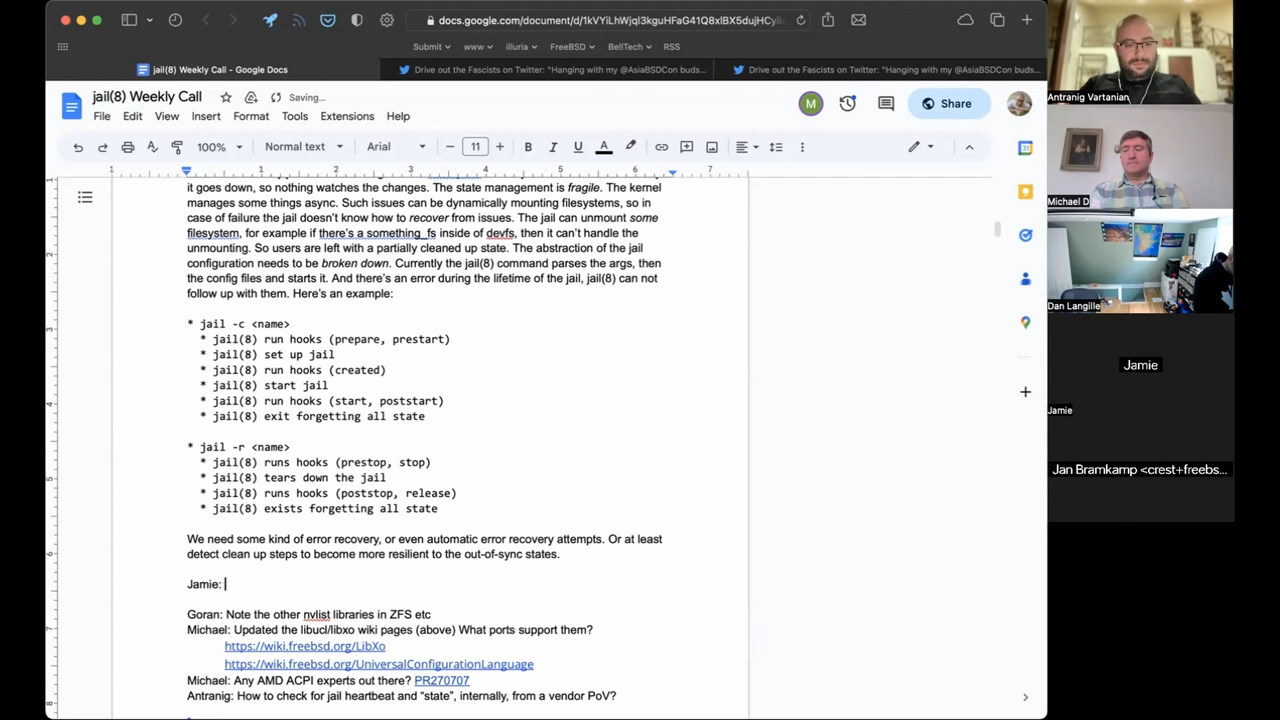 docs.google.com/document/d/1kVYiLhWjql3kguHFaG41Q8xlBX5dujHCyil
Submit www illuria FreeBSD BellTech RSS
jail(8) Weekly Call - Google Docs
Drive out the Fascists on Twitter: "Hanging with my @AsiaBSDCon buds...
Drive out the Fascists on Twitter: "Hanging with my @AsiaBSDCon buds...
jail(8) Weekly Call
Saving...
File Edit View Insert Format Tools Extensions Help
M
Share
100% Normal text Arial 11 B I U A
1 1 2 3 4 5 6 7
it goes down, so nothing watches the changes. The state management is fragile. The kernel
manages some things async. Such issues can be dynamically mounting filesystems, so in
case of failure the jail doesn't know how to recover from issues. The jail can unmount some
filesystem, for example if there's a something_fs inside of devfs, then it can't handle the
unmounting. So users are left with a partially cleaned up state. The abstraction of the jail
configuration needs to be broken down. Currently the jail(8) command parses the args, then
the config files and starts it. And there's an error during the lifetime of the jail, jail(8) can not
follow up with them. Here's an example:
* jail -c <name>
* jail(8) run hooks (prepare, prestart)
* jail(8) set up jail
* jail(8) run hooks (created)
* jail(8) start jail
* jail(8) run hooks (start, poststart)
* jail(8) exit forgetting all state
* jail -r <name>
* jail(8) runs hooks (prestop, stop)
* jail(8) tears down the jail
* jail(8) runs hooks (poststop, release)
* jail(8) exists forgetting all state
We need some kind of error recovery, or even automatic error recovery attempts. Or at least
detect clean up steps to become more resilient to the out-of-sync states.
Jamie:
Goran: Note the other nvlist libraries in ZFS etc
Michael: Updated the libucl/libxo wiki pages (above) What ports support them?
https://wiki.freebsd.org/LibXo
https://wiki.freebsd.org/UniversalConfigurationLanguage
Michael: Any AMD ACPI experts out there? PR270707
Antranig: How to check for jail heartbeat and "state", internally, from a vendor PoV?
Antranig Vartanian
Michael D
Dan Langille
Jamie
Jamie
Jan Bramkamp <crest+freebs...